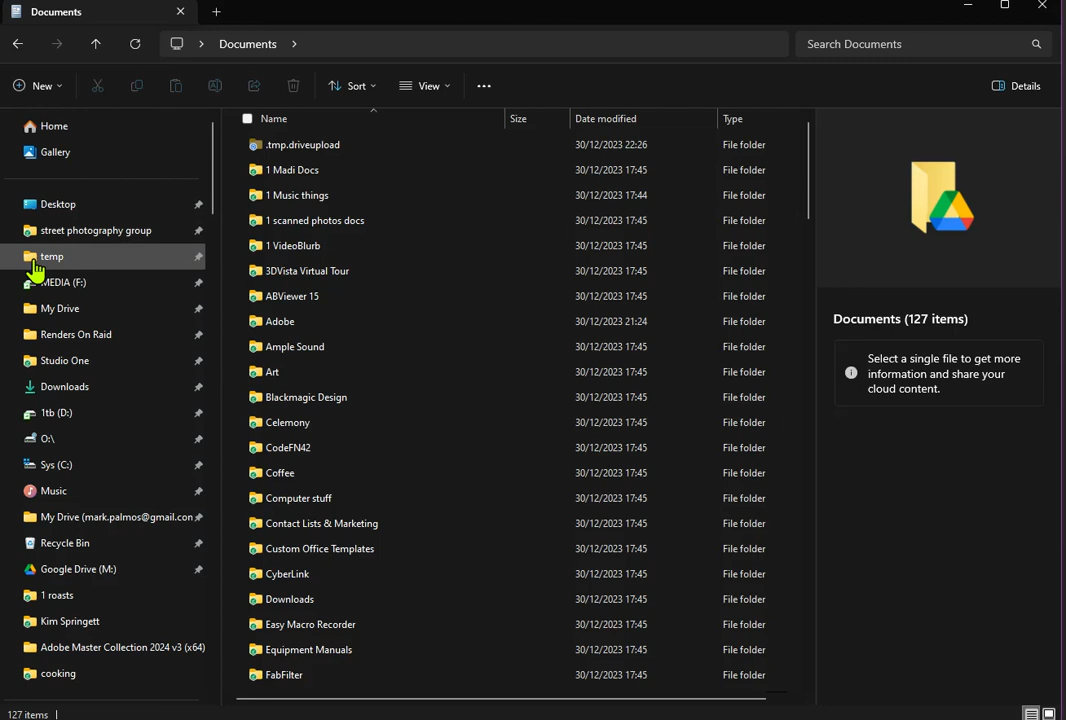 Documents
Documents
Search Documents
New
Sort
View
Details
Home
Gallery
Desktop
street photography group
temp
MEDIA (F:)
My Drive
Renders On Raid
Studio One
Downloads
1tb (D:)
O:\
Sys (C:)
Music
My Drive (mark.palmos@gmail.con
Recycle Bin
Google Drive (M:)
1 roasts
Kim Springett
Adobe Master Collection 2024 v3 (x64)
cooking
Name Size Date modified Type
.tmp.driveupload 30/12/2023 22:26 File folder
1 Madi Docs 30/12/2023 17:45 File folder
1 Music things 30/12/2023 17:44 File folder
1 scanned photos docs 30/12/2023 17:45 File folder
1 VideoBlurb 30/12/2023 17:45 File folder
3DVista Virtual Tour 30/12/2023 17:45 File folder
ABViewer 15 30/12/2023 17:45 File folder
Adobe 30/12/2023 21:24 File folder
Ample Sound 30/12/2023 17:45 File folder
Art 30/12/2023 17:45 File folder
Blackmagic Design 30/12/2023 17:45 File folder
Celemony 30/12/2023 17:45 File folder
CodeFN42 30/12/2023 17:45 File folder
Coffee 30/12/2023 17:45 File folder
Computer stuff 30/12/2023 17:45 File folder
Contact Lists & Marketing 30/12/2023 17:45 File folder
Custom Office Templates 30/12/2023 17:45 File folder
CyberLink 30/12/2023 17:45 File folder
Downloads 30/12/2023 17:45 File folder
Easy Macro Recorder 30/12/2023 17:45 File folder
Equipment Manuals 30/12/2023 17:45 File folder
FabFilter 30/12/2023 17:45 File folder
Documents (127 items)
Select a single file to get more
information and share your
cloud content.
127 items